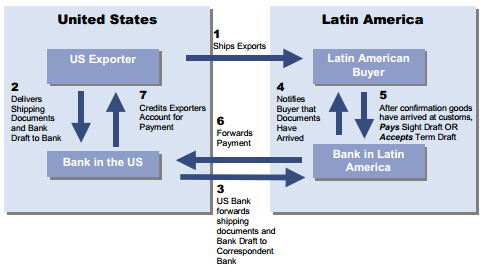 United States
Latin America
1
Ships Exports
US Exporter
Latin American
Buyer
2
Delivers
Shipping
Documents
and Bank
Draft to Bank
7
Credits Exporters
Account for
Payment
4
Notifies
Buyer that
Documents
Have
Arrived
5
After confirmation goods
have arrived at customs,
Pays Sight Draft OR
Accepts Term Draft
6
Forwards
Payment
Bank in the US
Bank in Latin
America
3
US Bank
forwards
shipping
documents and
Bank Draft to
Correspondent
Bank